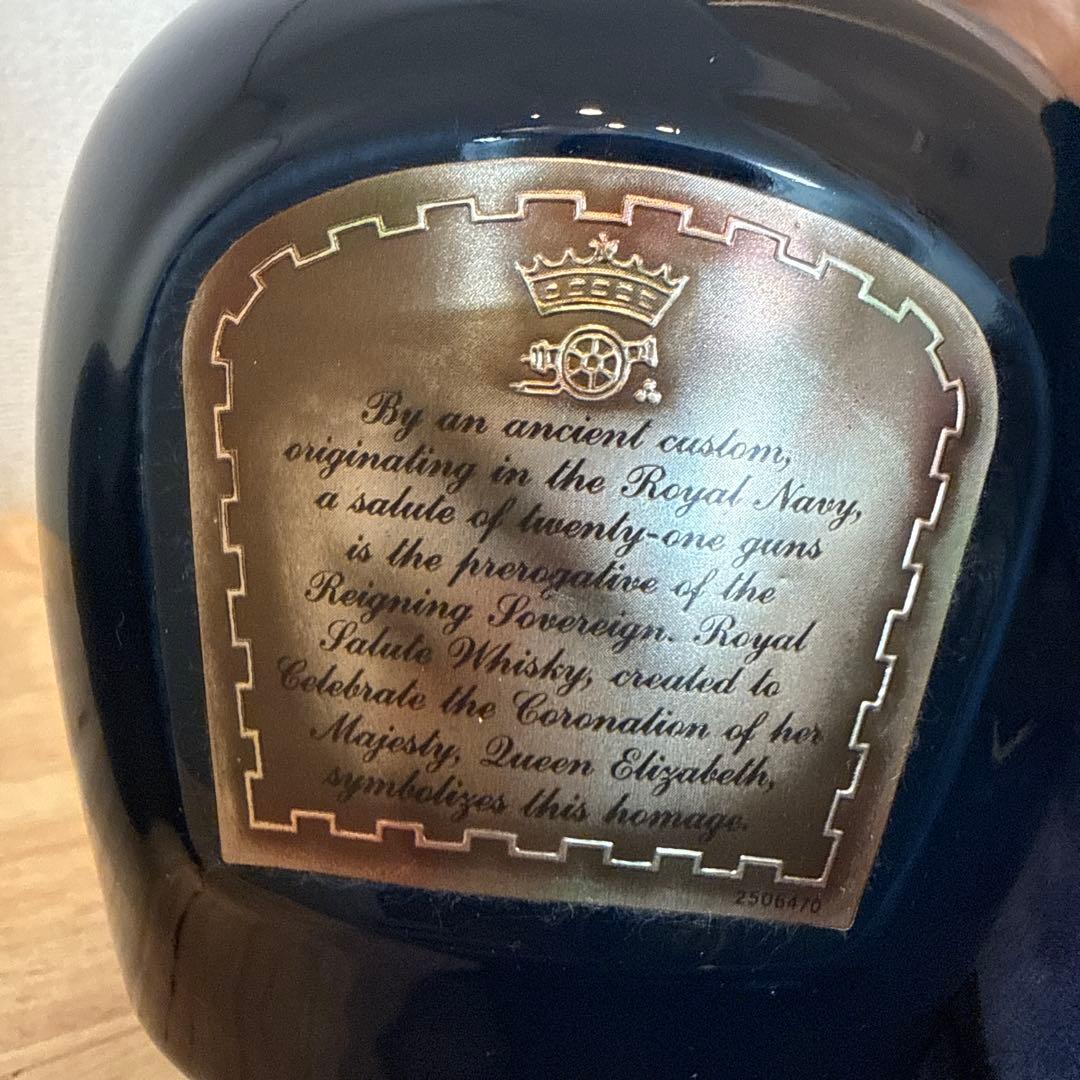 By an ancient custom,
originating in the Royal Navy,
a salute of twenty-one guns
is the prerogative of the
Reigning Sovereign. Royal
Salute Whisky, created to
Celebrate the Coronation of her
Majesty, Queen Elizabeth,
symbolizes this homage.
2506470